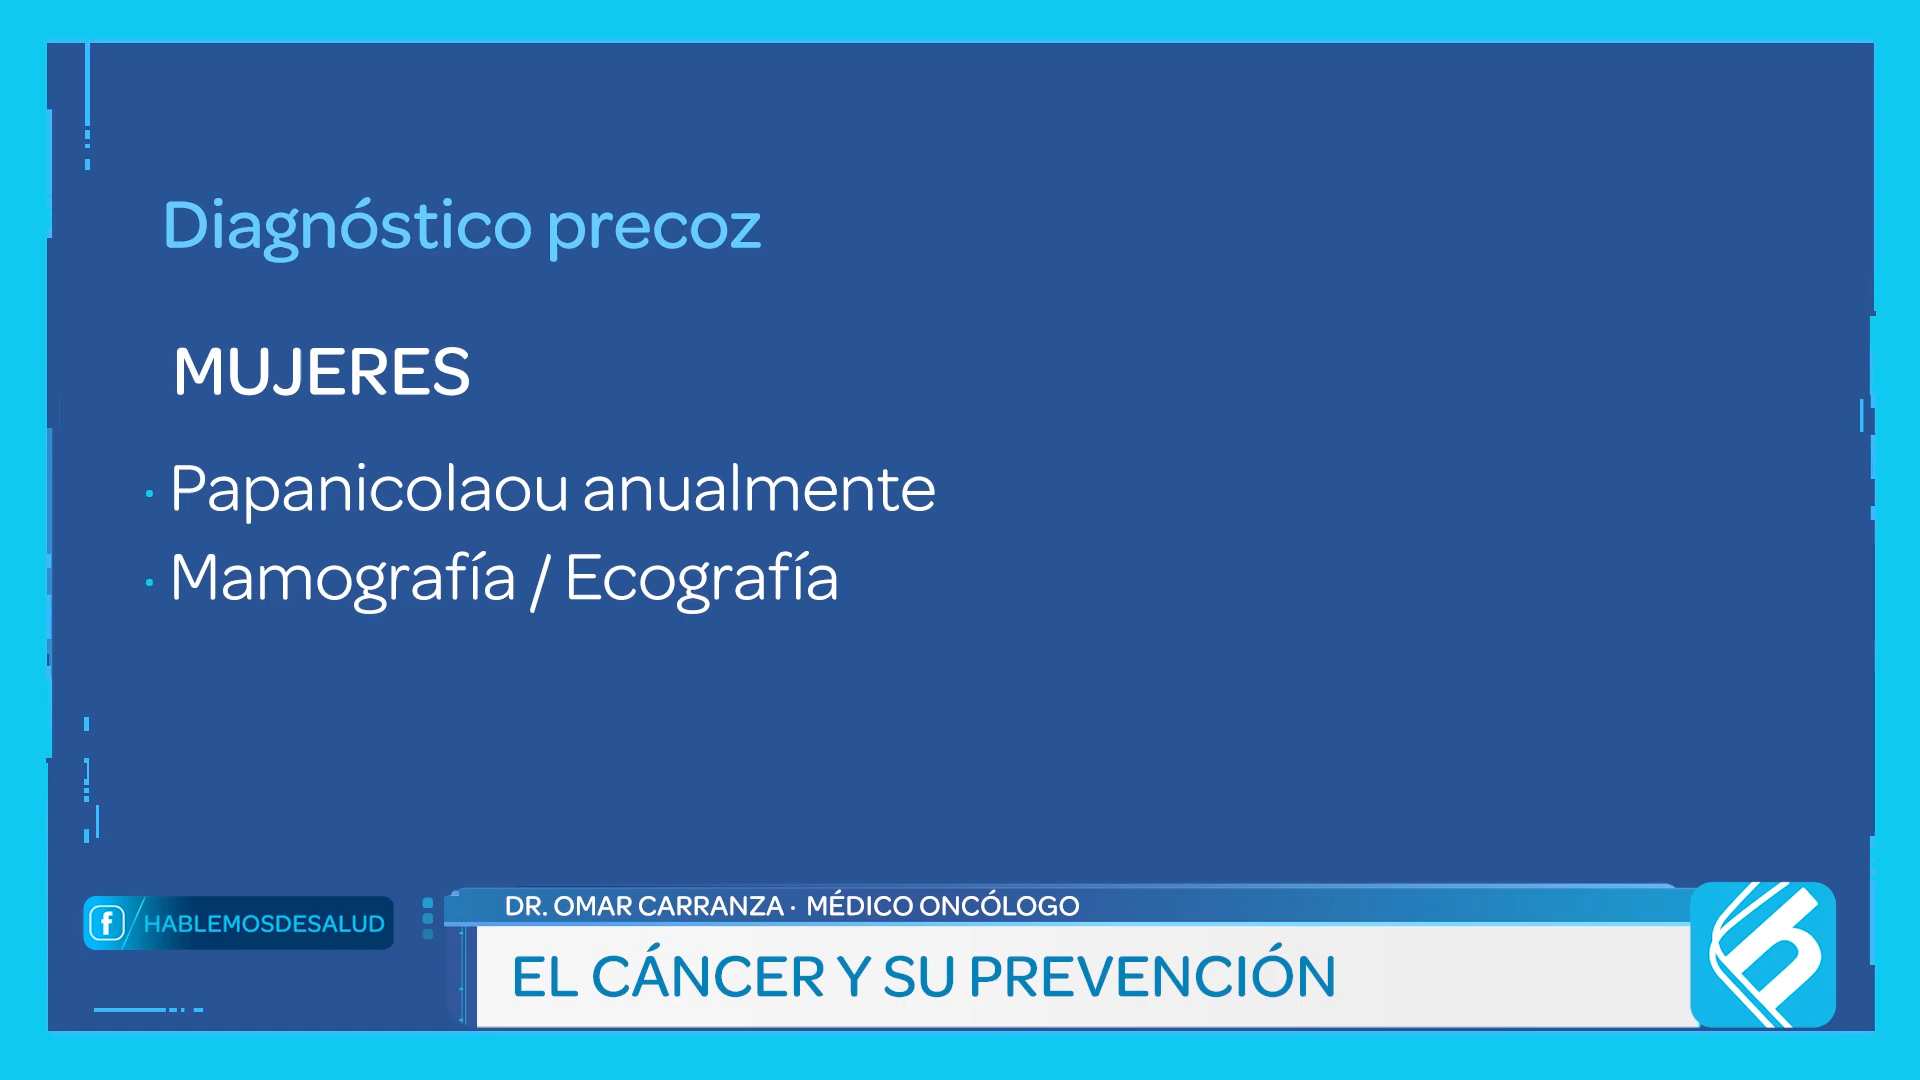 Diagnóstico precoz
MUJERES
· Papanicolaou anualmente
· Mamografía / Ecografía
HABLEMOSDESALUD
DR. OMAR CARRANZA · MÉDICO ONCÓLOGO
EL CÁNCER Y SU PREVENCIÓN